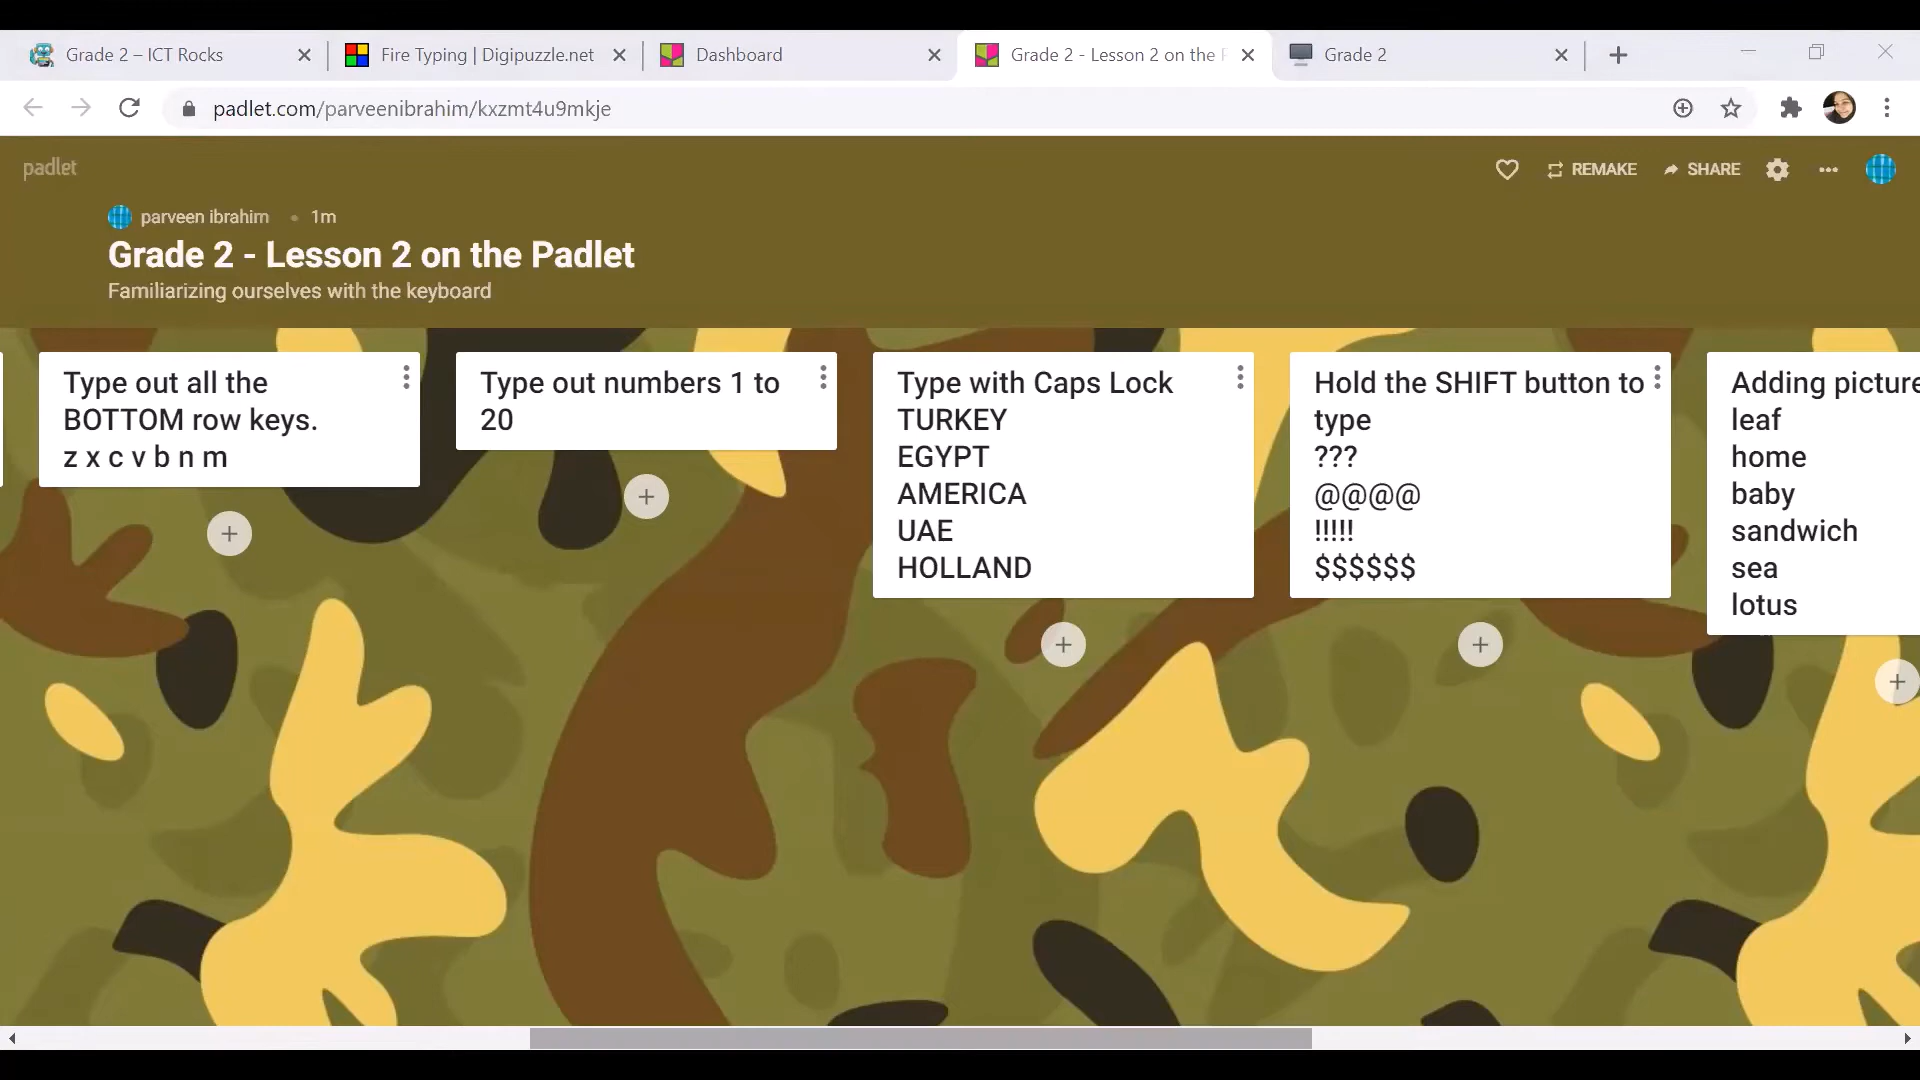 Grade 2 – ICT Rocks
Fire Typing | Digipuzzle.net
Dashboard
Grade 2 - Lesson 2 on the P
Grade 2
padlet.com/parveenibrahim/kxzmt4u9mkje
padlet
REMAKE
SHARE
parveen ibrahim • 1m
Grade 2 - Lesson 2 on the Padlet
Familiarizing ourselves with the keyboard
Type out all the
BOTTOM row keys.
z x c v b n m
Type out numbers 1 to
20
Type with Caps Lock
TURKEY
EGYPT
AMERICA
UAE
HOLLAND
Hold the SHIFT button to
type
???
@@@@
!!!!!
$$$$$$
Adding picture
leaf
home
baby
sandwich
sea
lotus